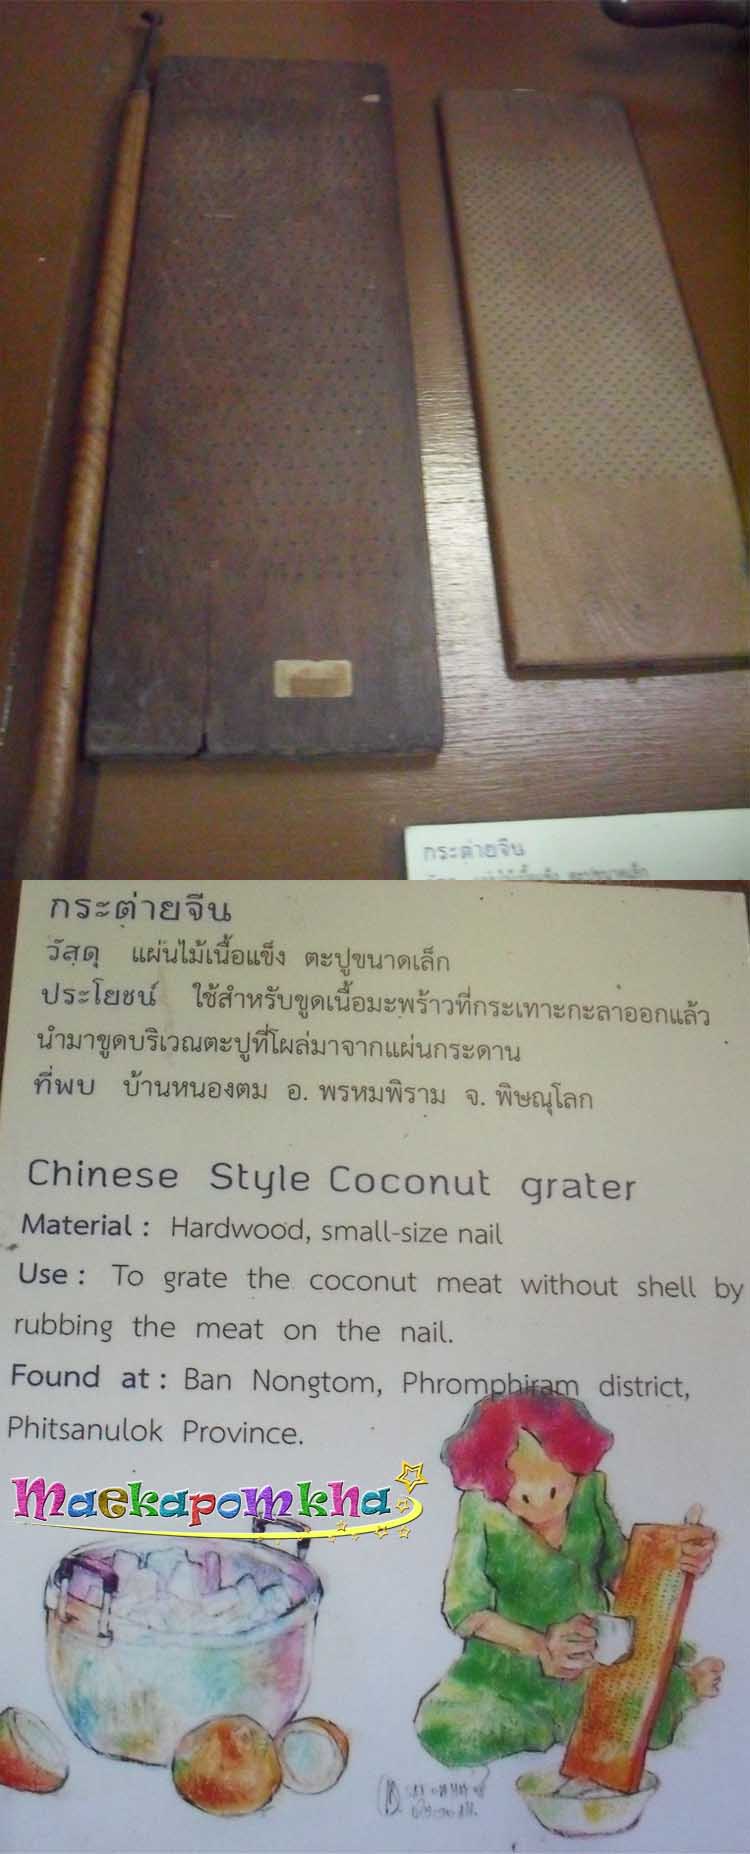 กระต่ายจีน
กระต่ายจีน
วัสดุ แผ่นไม้เนื้อแข็ง ตะปูขนาดเล็ก
ประโยชน์ ใช้สำหรับขูดเนื้อมะพร้าวที่กระเทาะกะลาออกแล้ว
นำมาขูดบริเวณตะปูที่โผล่มาจากแผ่นกระดาน
ที่พบ บ้านหนองตม อ. พรหมพิราม จ. พิษณุโลก
Chinese Style Coconut grater
Material : Hardwood, small-size nail
Use : To grate the coconut meat without shell by
rubbing the meat on the nail.
Found at : Ban Nongtom, Phromphiram district,
Phitsanulok Province.
Maekapomkha